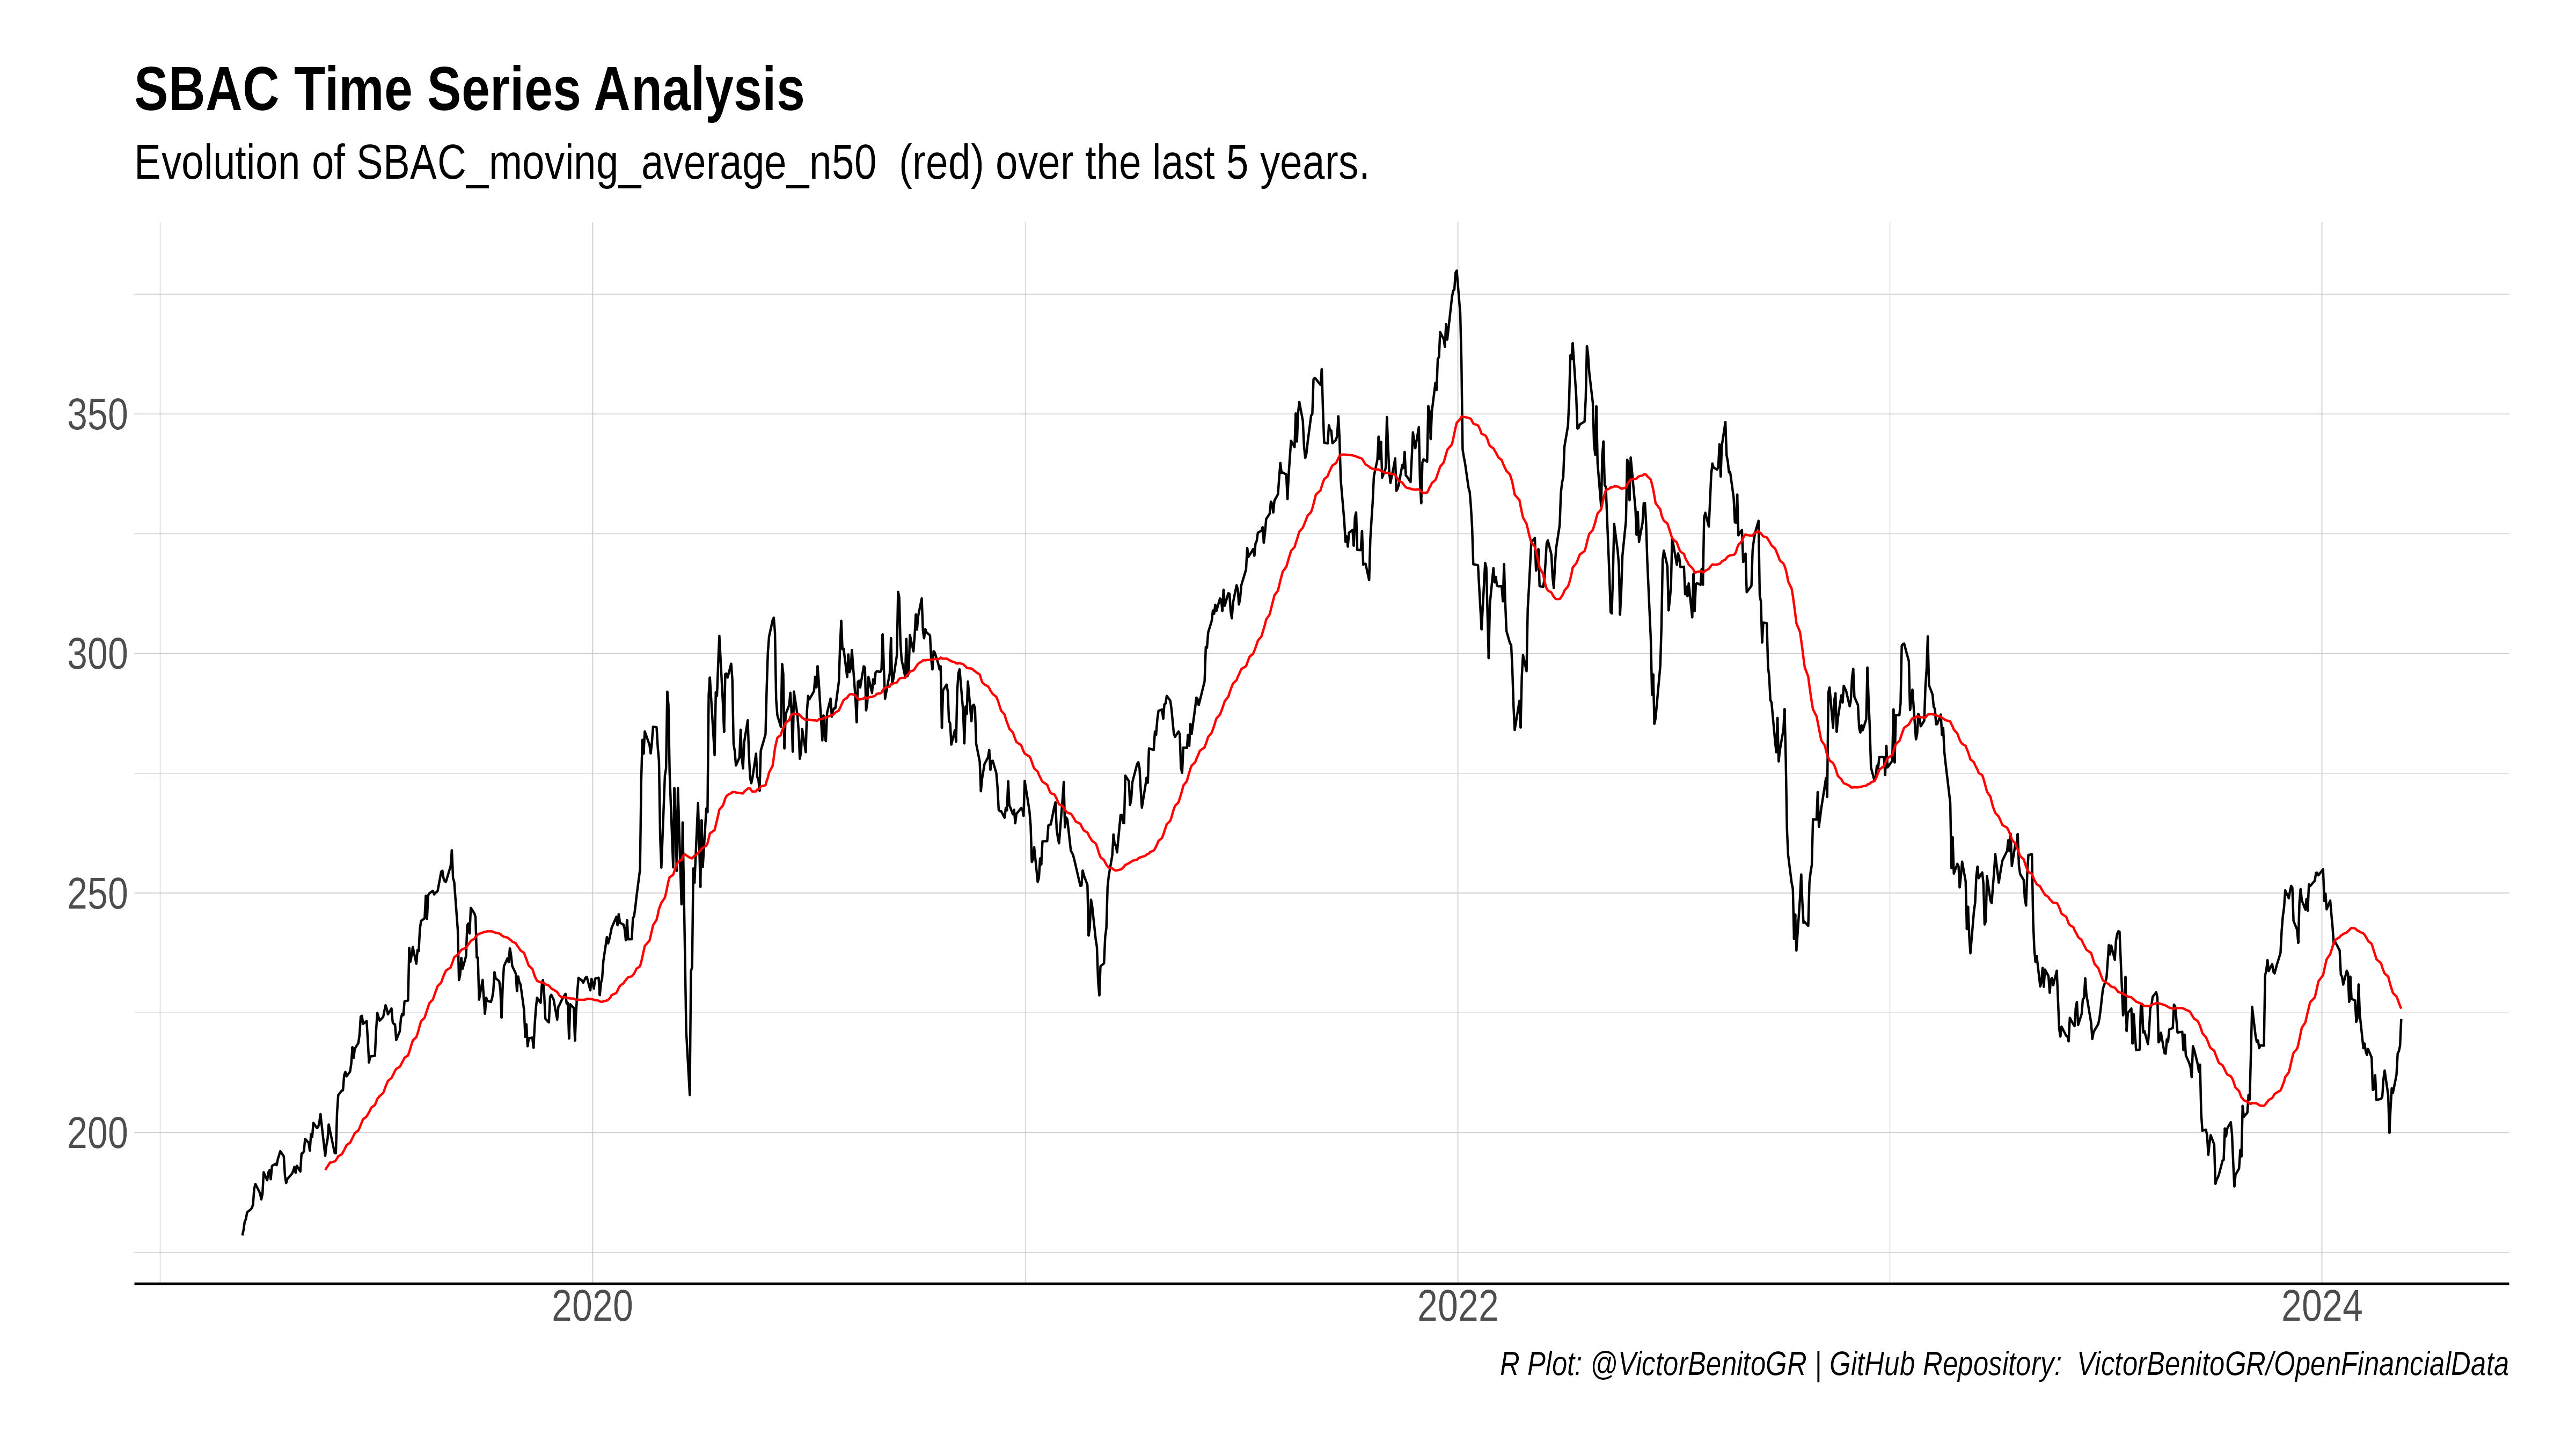 SBAC Time Series Analysis
Evolution of SBAC_moving_average_n50  (red) over the last 5 years.
350
300
250
200
2020 2022 2024
R Plot: @VictorBenitoGR | GitHub Repository:  VictorBenitoGR/OpenFinancialData